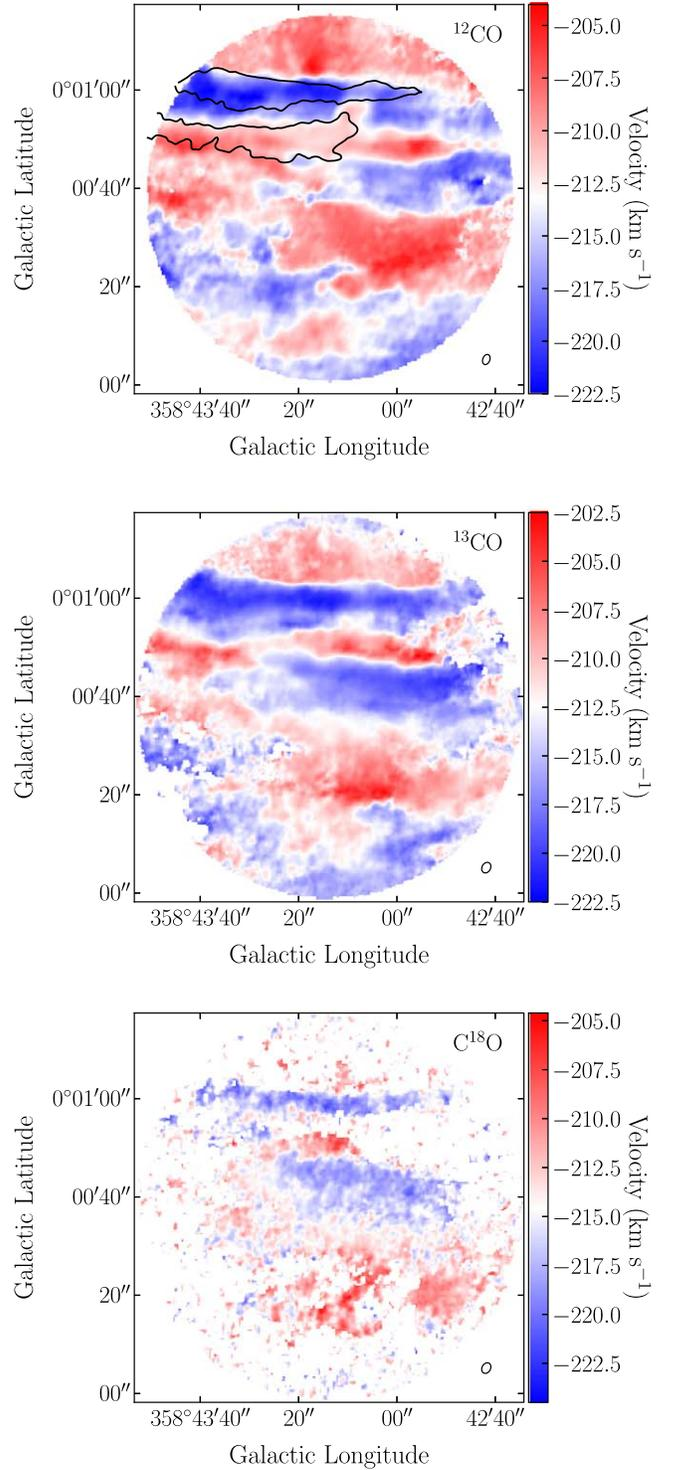 ¹²CO
0°01′00″
00′40″
20″
00″
Galactic Latitude
358°43′40″ 20″ 00″ 42′40″
Galactic Longitude
−205.0
−207.5
−210.0
−212.5
−215.0
−217.5
−220.0
−222.5
Velocity (km s⁻¹)
¹³CO
0°01′00″
00′40″
20″
00″
Galactic Latitude
358°43′40″ 20″ 00″ 42′40″
Galactic Longitude
−202.5
−205.0
−207.5
−210.0
−212.5
−215.0
−217.5
−220.0
−222.5
Velocity (km s⁻¹)
C¹⁸O
0°01′00″
00′40″
20″
00″
Galactic Latitude
358°43′40″ 20″ 00″ 42′40″
Galactic Longitude
−205.0
−207.5
−210.0
−212.5
−215.0
−217.5
−220.0
−222.5
Velocity (km s⁻¹)